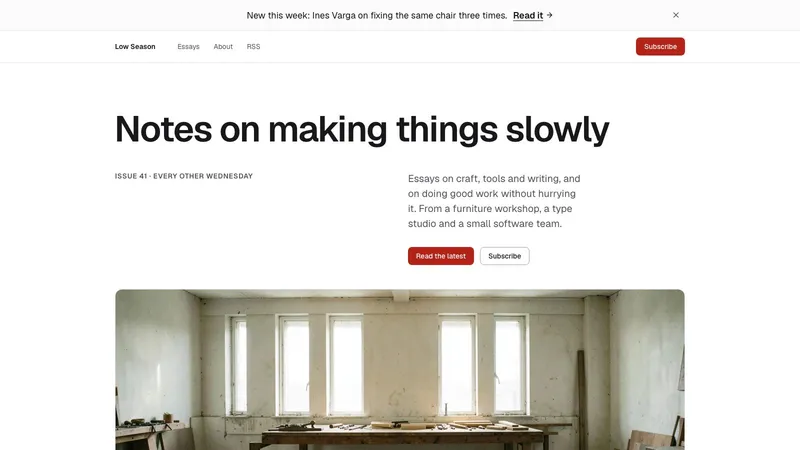 New this week: Ines Varga on fixing the same chair three times. Read it →
Low Season Essays About RSS Subscribe
Notes on making things slowly
ISSUE 41 · EVERY OTHER WEDNESDAY
Essays on craft, tools and writing, and
on doing good work without hurrying
it. From a furniture workshop, a type
studio and a small software team.
Read the latest Subscribe